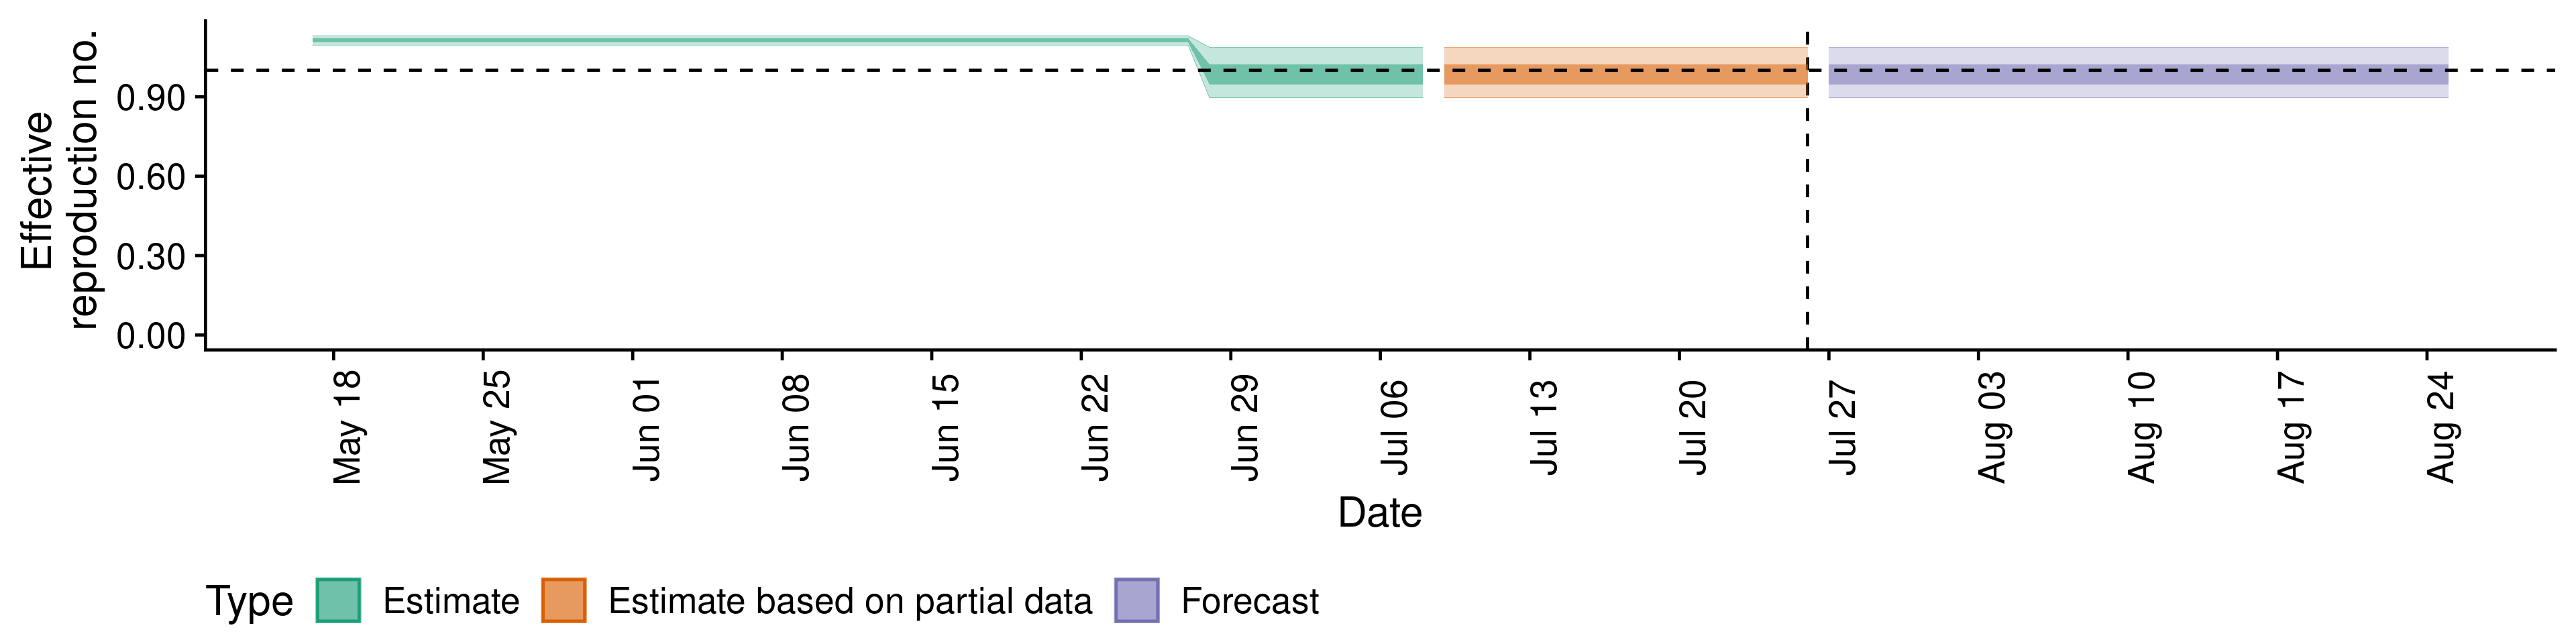 Effective
reproduction no.
0.90
0.60
0.30
0.00
May 18
May 25
Jun 01
Jun 08
Jun 15
Jun 22
Jun 29
Jul 06
Jul 13
Jul 20
Jul 27
Aug 03
Aug 10
Aug 17
Aug 24
Date
Type Estimate Estimate based on partial data Forecast